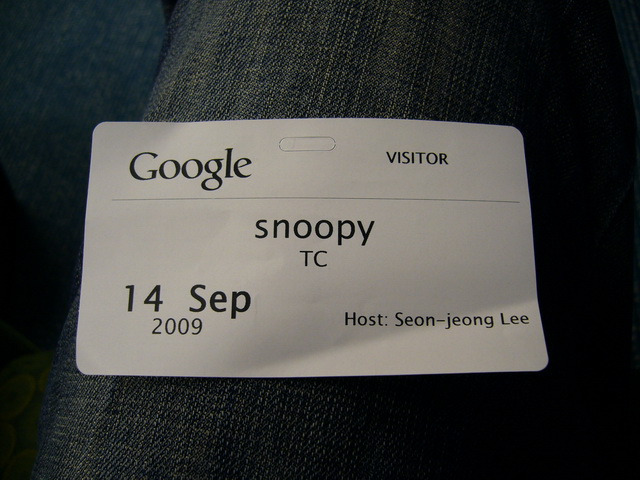 Google VISITOR
snoopy
TC
14 Sep
2009
Host: Seon-jeong Lee